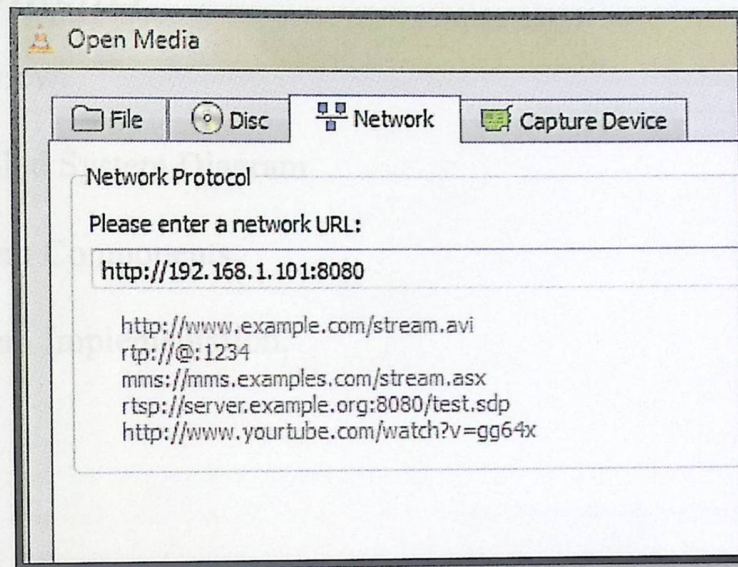 Open Media
File Disc Network Capture Device
Network Protocol
Please enter a network URL:
http://192.168.1.101:8080
http://www.example.com/stream.avi
rtp://@:1234
mms://mms.examples.com/stream.asx
rtsp://server.example.org:8080/test.sdp
http://www.yourtube.com/watch?v=gg64x